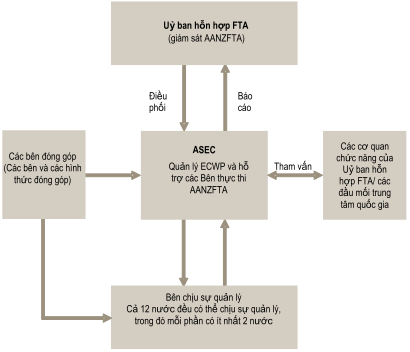 Uỷ ban hỗn hợp FTA
(giám sát AANZFTA)
Điều
phối
Báo
cáo
Các bên đóng góp
(Các bên và các hình
thức đóng góp)
ASEC
Quản lý ECWP và hỗ
trợ các Bên thực thi
AANZFTA
Tham vấn
Các cơ quan
chức năng của
Uỷ ban hỗn
hợp FTA/ các
đầu mối trung
tâm quốc gia
Bên chịu sự quản lý
Cả 12 nước đều có thể chịu sự quản lý,
trong đó mỗi phần có ít nhất 2 nước